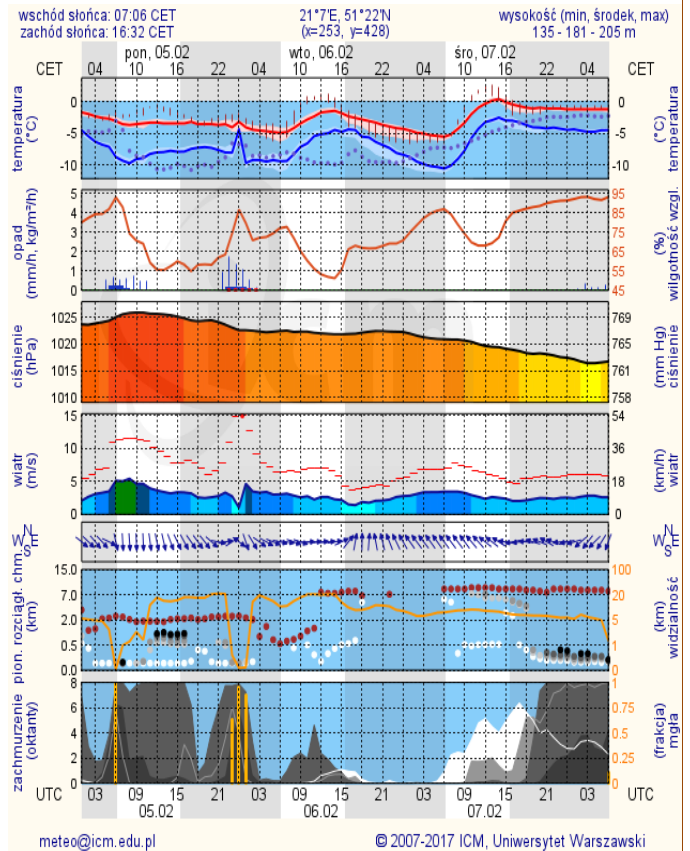 wschód słońca: 07:06 CET
zachód słońca: 16:32 CET
21°7'E, 51°22'N
(x=253, y=428)
wysokość (min, środek, max)
135 - 181 - 205 m
pon, 05.02 wto, 06.02 śro, 07.02
CET 04 10 16 22 04 10 16 22 04 10 16 22 04 CET
temperatura
(°C)
0
-5
-10
0
-5
-10
(°C)
temperatura
opad
(mm/h, kg/m²/h)
5
4
3
2
1
0
95
85
75
65
55
45
(%)
wilgotność wzgl.
ciśnienie
(hPa)
1025
1020
1015
1010
769
765
761
758
(mm Hg)
ciśnienie
wiatr
(m/s)
15
10
5
0
54
36
18
0
(km/h)
wiatr
N
W E
S
N
W E
S
pion. rozciągł. chm.
(km)
15.0
7.0
2.0
0.5
0.0
100
20
5
1
0
(km)
widzialność
zachmurzenie
(oktanty)
8
6
4
2
0
1
0.75
0.5
0.25
0
(frakcja)
mgła
UTC 03 09 15 21 03 09 15 21 03 09 15 21 03 UTC
05.02 06.02 07.02
meteo@icm.edu.pl
© 2007-2017 ICM, Uniwersytet Warszawski